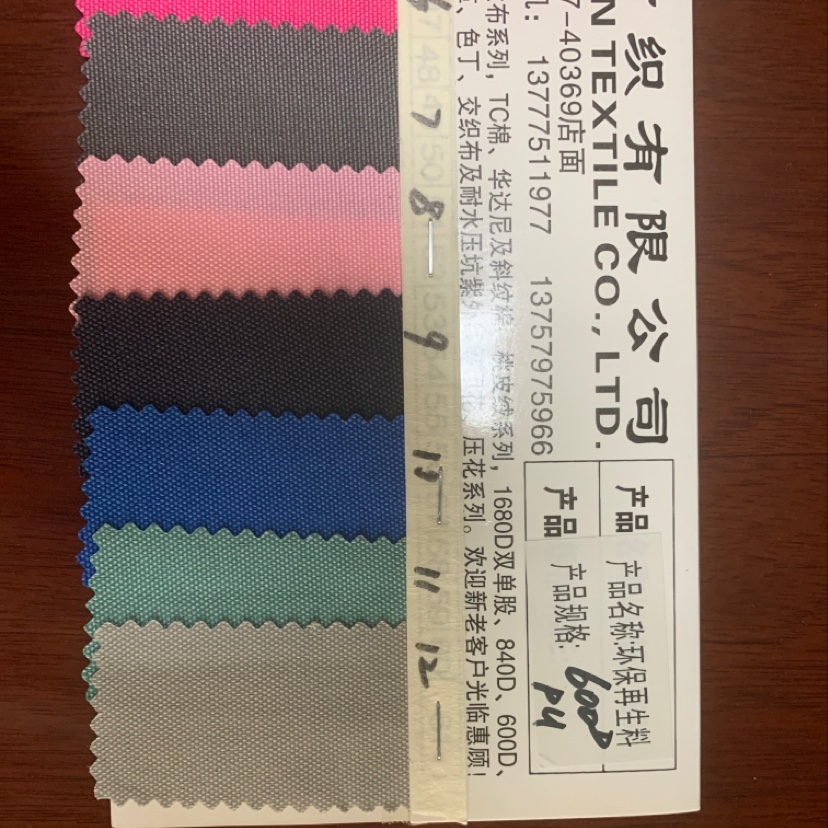 织有限公司
N TEXTILE CO., LTD.
7-40369店面
13777511977 13757975966
布系列, TC棉、华达尼及斜纹棉, 桃皮绒系列, 1680D双单股、840D、600D、
色丁、交织布及耐水压坑紫 压花系列。欢迎新老客户光临惠顾!
产品
产品
产品名称:环保再生料
产品规格: 600D
PU
7
8
9
10
11
12